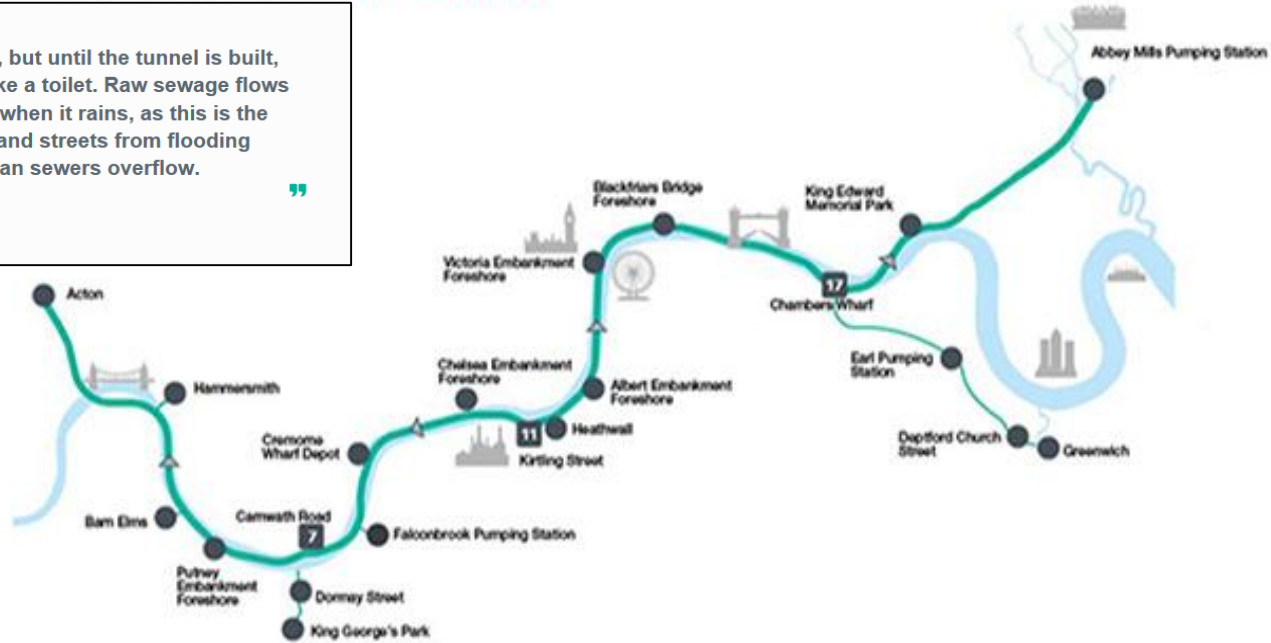 , but until the tunnel is built,
ke a toilet. Raw sewage flows
when it rains, as this is the
and streets from flooding
an sewers overflow.
”
Abbey Mills Pumping Station
Blackfriars Bridge
Foreshore
King Edward
Memorial Park
Victoria Embankment
Foreshore
17
Chambers Wharf
Acton
Earl Pumping
Station
Chelsea Embankment
Foreshore
Hammersmith
Albert Embankment
Foreshore
Cremorne
Wharf Depot
11
Heathwall
Kirtling Street
Deptford Church
Street
Greenwich
Barn Elms
Carnwath Road
7
Falconbrook Pumping Station
Putney
Embankment
Foreshore
Dormay Street
King George's Park